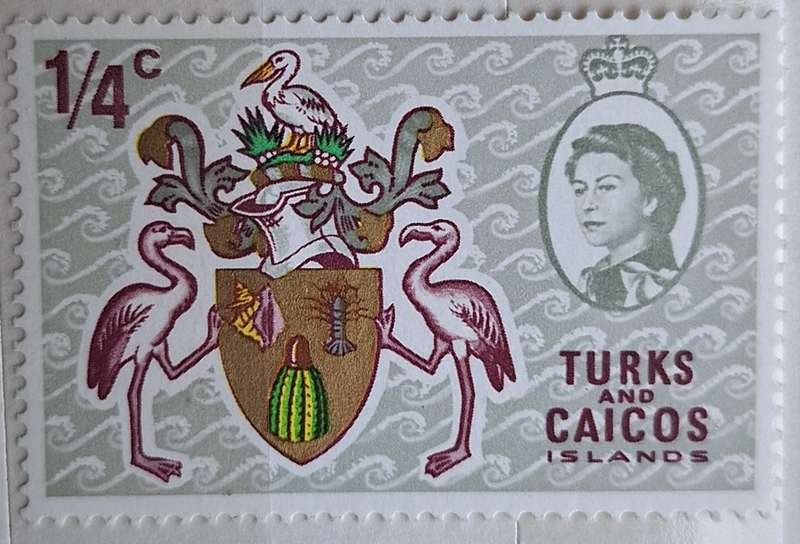 1/4c
TURKS
AND
CAICOS
ISLANDS